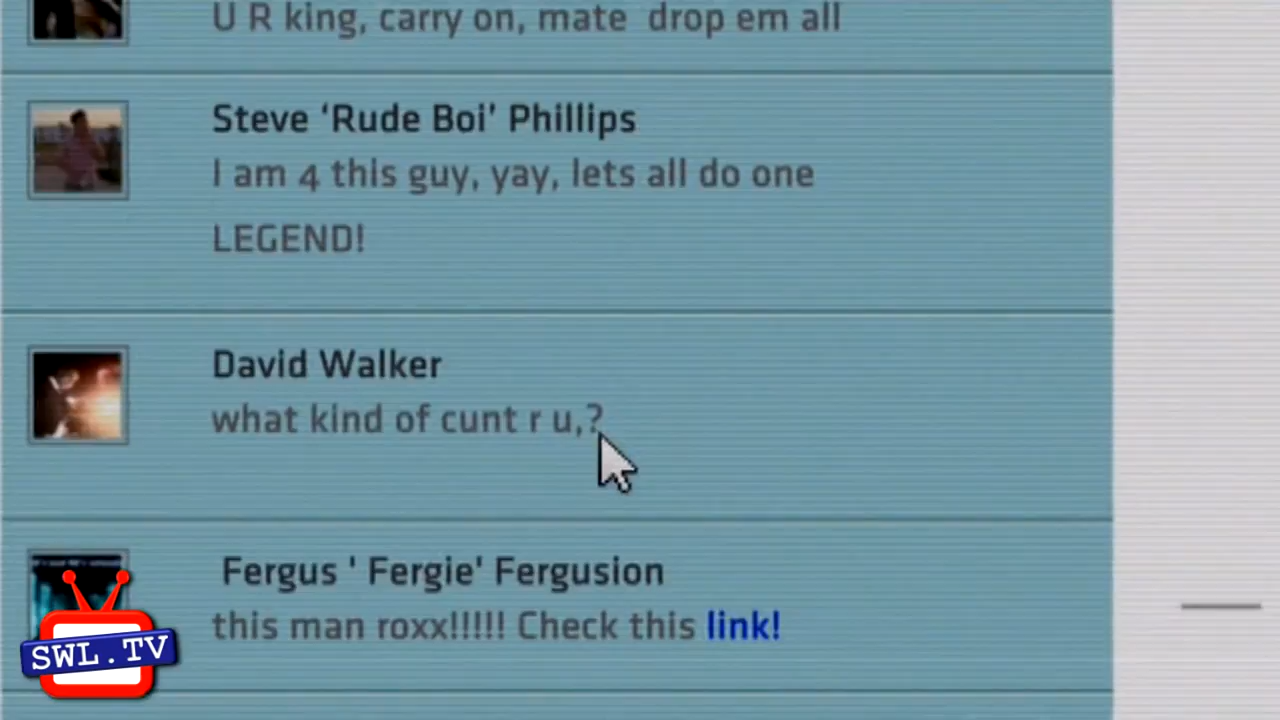 U R king, carry on, mate drop em all
Steve ‘Rude Boi’ Phillips
I am 4 this guy, yay, lets all do one
LEGEND!
David Walker
what kind of cunt r u,?
Fergus ' Fergie' Fergusion
this man roxx!!!!! Check this link!
SWL.TV